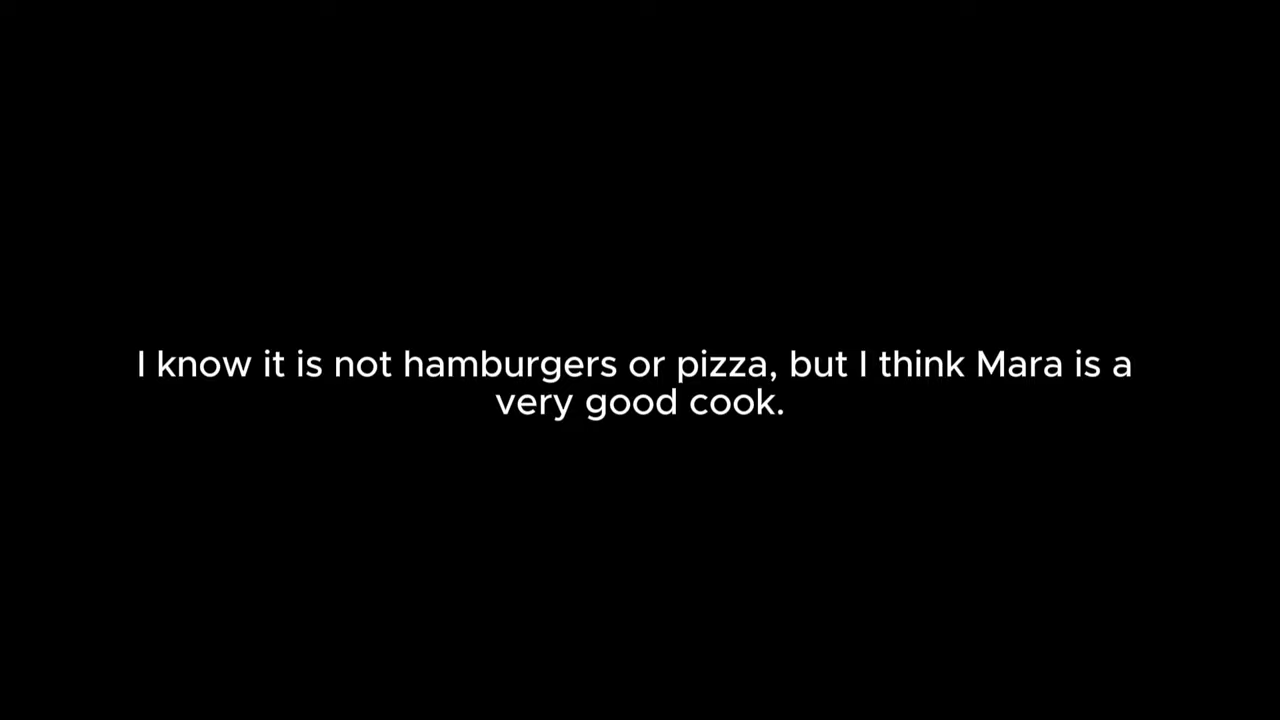 I know it is not hamburgers or pizza, but I think Mara is a
very good cook.